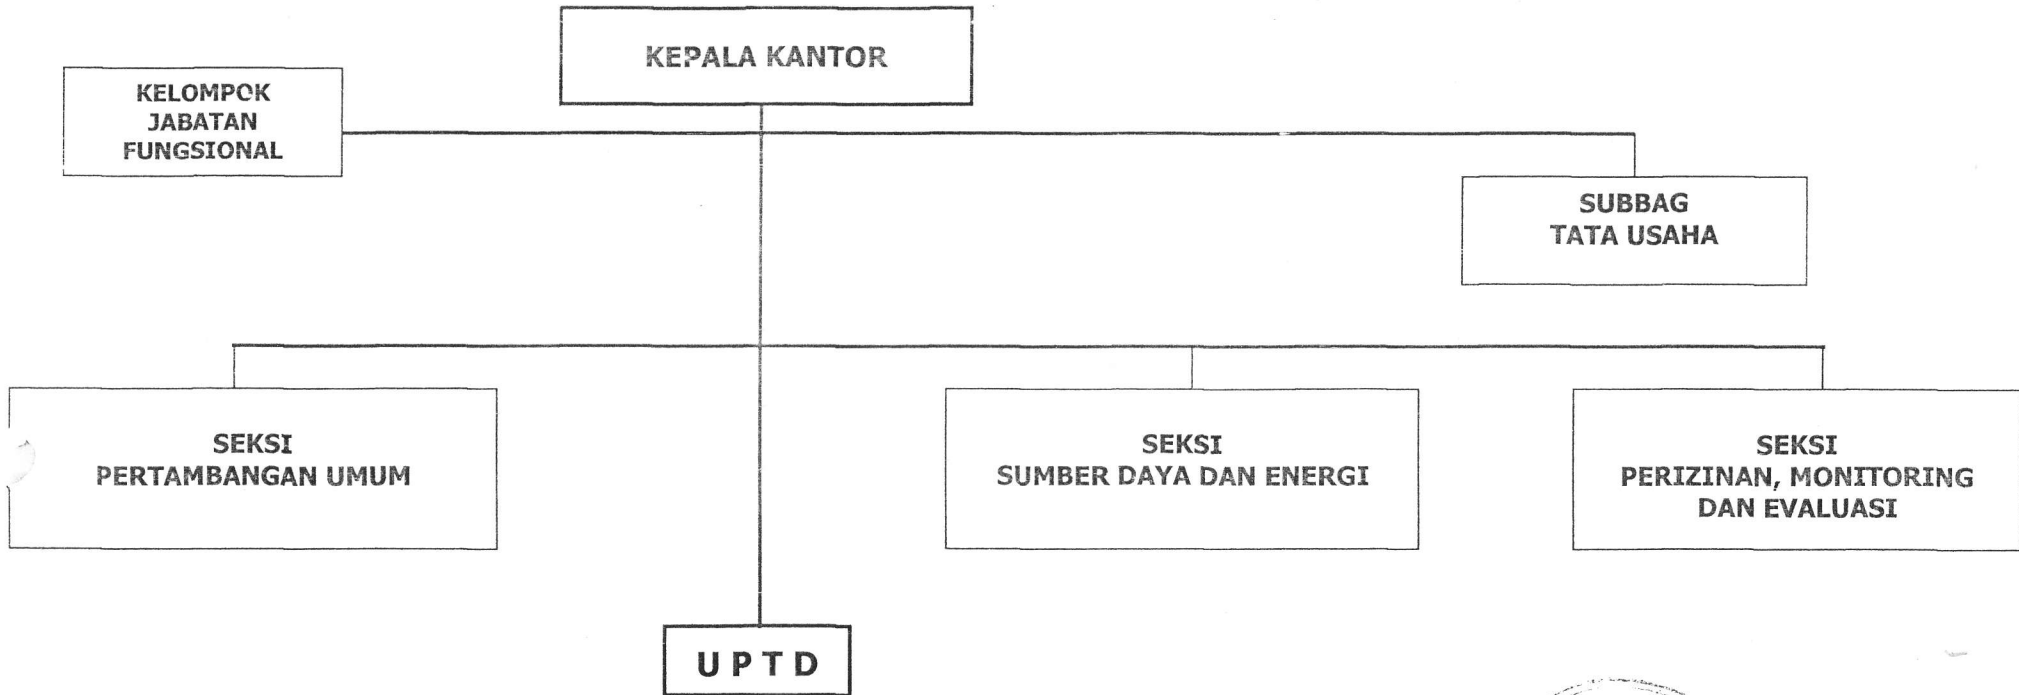 KEPALA KANTOR
KELOMPOK
JABATAN
FUNGSIONAL
SUBBAG
TATA USAHA
SEKSI
PERTAMBANGAN UMUM
SEKSI
SUMBER DAYA DAN ENERGI
SEKSI
PERIZINAN, MONITORING
DAN EVALUASI
U P T D